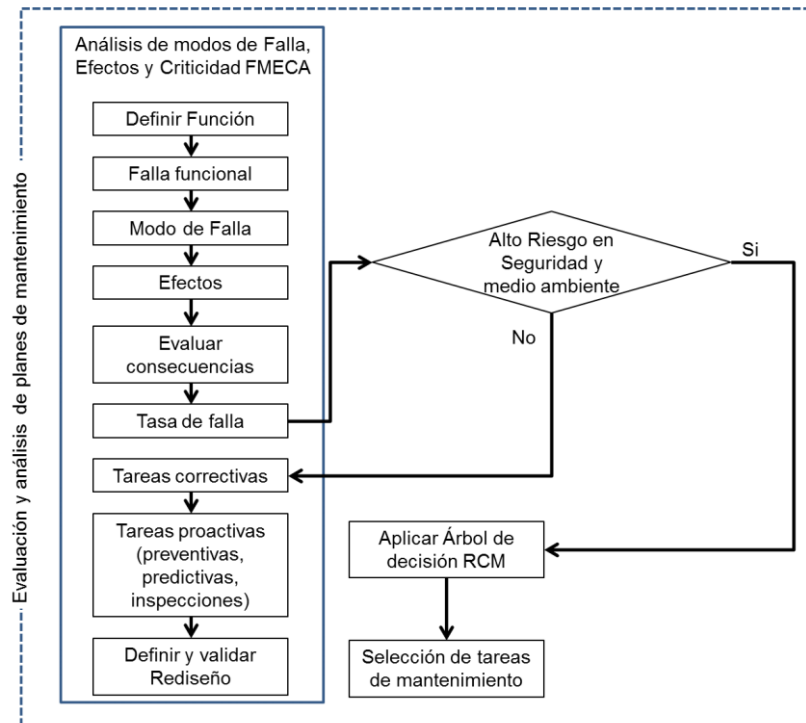 Evaluación y análisis de planes de mantenimiento
Análisis de modos de Falla,
Efectos y Criticidad FMECA
Definir Función
Falla funcional
Modo de Falla
Efectos
Evaluar
consecuencias
Tasa de falla
Tareas correctivas
Tareas proactivas
(preventivas,
predictivas,
inspecciones)
Definir y validar
Rediseño
Alto Riesgo en
Seguridad y
medio ambiente
Si
No
Aplicar Árbol de
decisión RCM
Selección de tareas
de mantenimiento